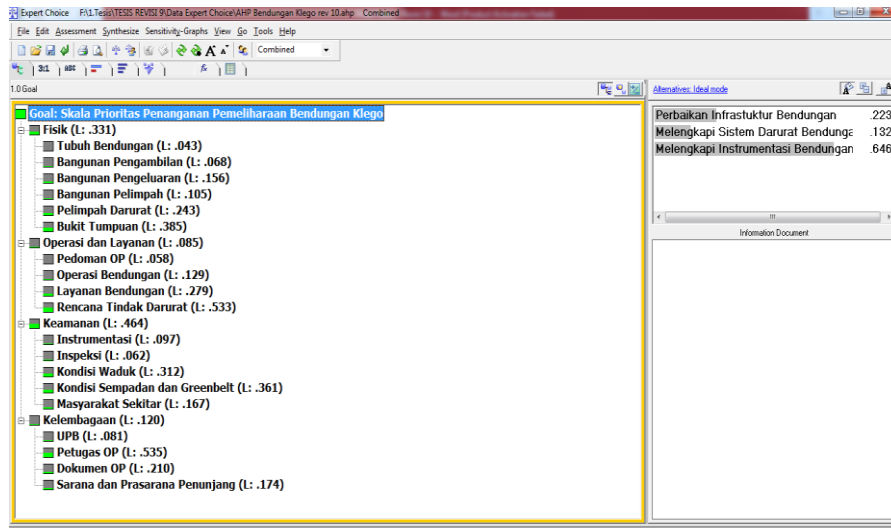 Expert Choice F:\1.Tesis\TESIS REVISI 9\Data Expert Choice\AHP Bendungan Klego rev 10.ahp Combined
File Edit Assessment Synthesize Sensitivity-Graphs View Go Tools Help
Combined
3:1 ABC
1.0 Goal
Alternatives: Ideal mode
Goal: Skala Prioritas Penanganan Pemeliharaan Bendungan Klego
Fisik (L: .331)
Tubuh Bendungan (L: .043)
Bangunan Pengambilan (L: .068)
Bangunan Pengeluaran (L: .156)
Bangunan Pelimpah (L: .105)
Pelimpah Darurat (L: .243)
Bukit Tumpuan (L: .385)
Operasi dan Layanan (L: .085)
Pedoman OP (L: .058)
Operasi Bendungan (L: .129)
Layanan Bendungan (L: .279)
Rencana Tindak Darurat (L: .533)
Keamanan (L: .464)
Instrumentasi (L: .097)
Inspeksi (L: .062)
Kondisi Waduk (L: .312)
Kondisi Sempadan dan Greenbelt (L: .361)
Masyarakat Sekitar (L: .167)
Kelembagaan (L: .120)
UPB (L: .081)
Petugas OP (L: .535)
Dokumen OP (L: .210)
Sarana dan Prasarana Penunjang (L: .174)
Perbaikan Infrastuktur Bendungan .223
Melengkapi Sistem Darurat Bendunga .132
Melengkapi Instrumentasi Bendungan .646
Information Document